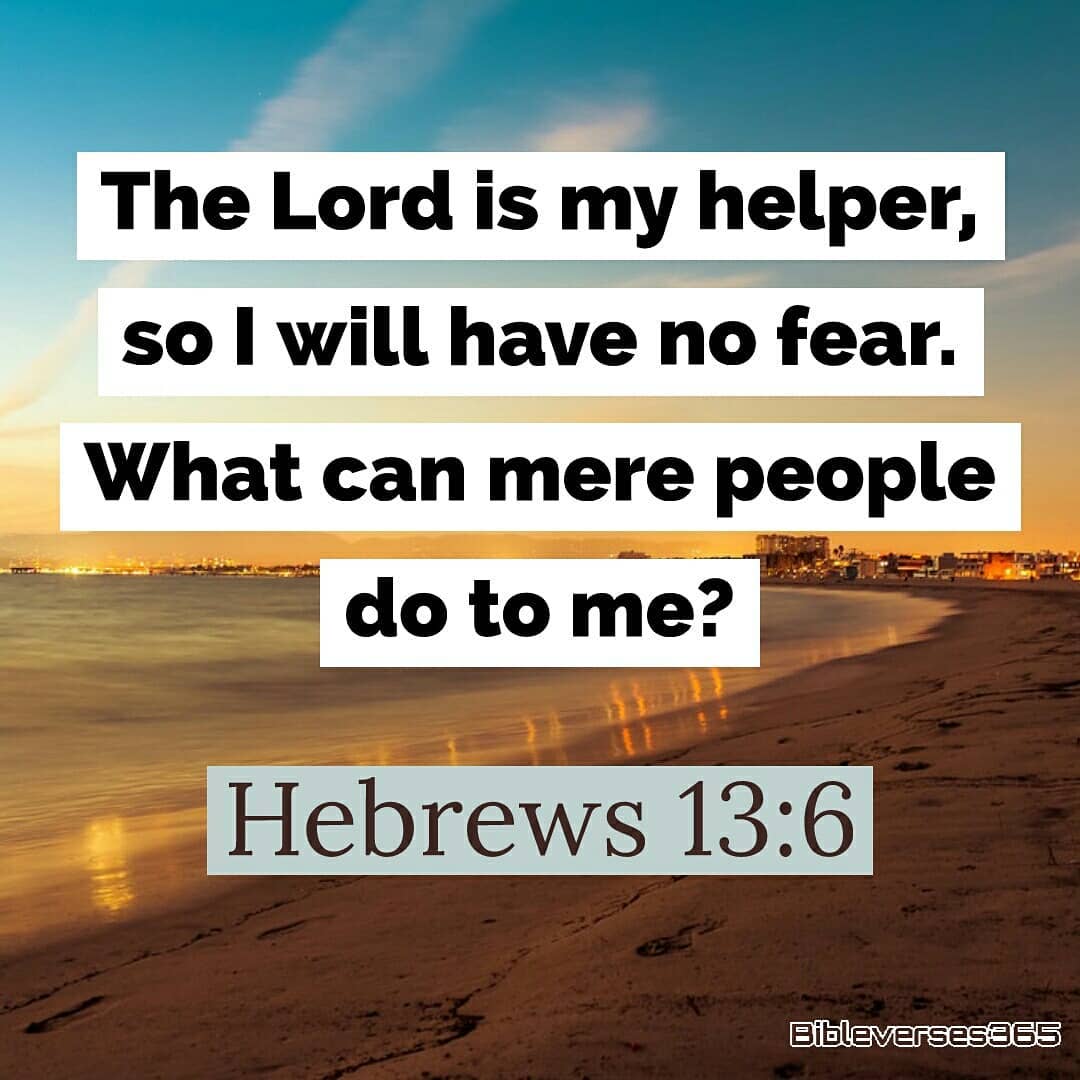 The Lord is my helper,
so I will have no fear.
What can mere people
do to me?
Hebrews 13:6
Bibleverses365